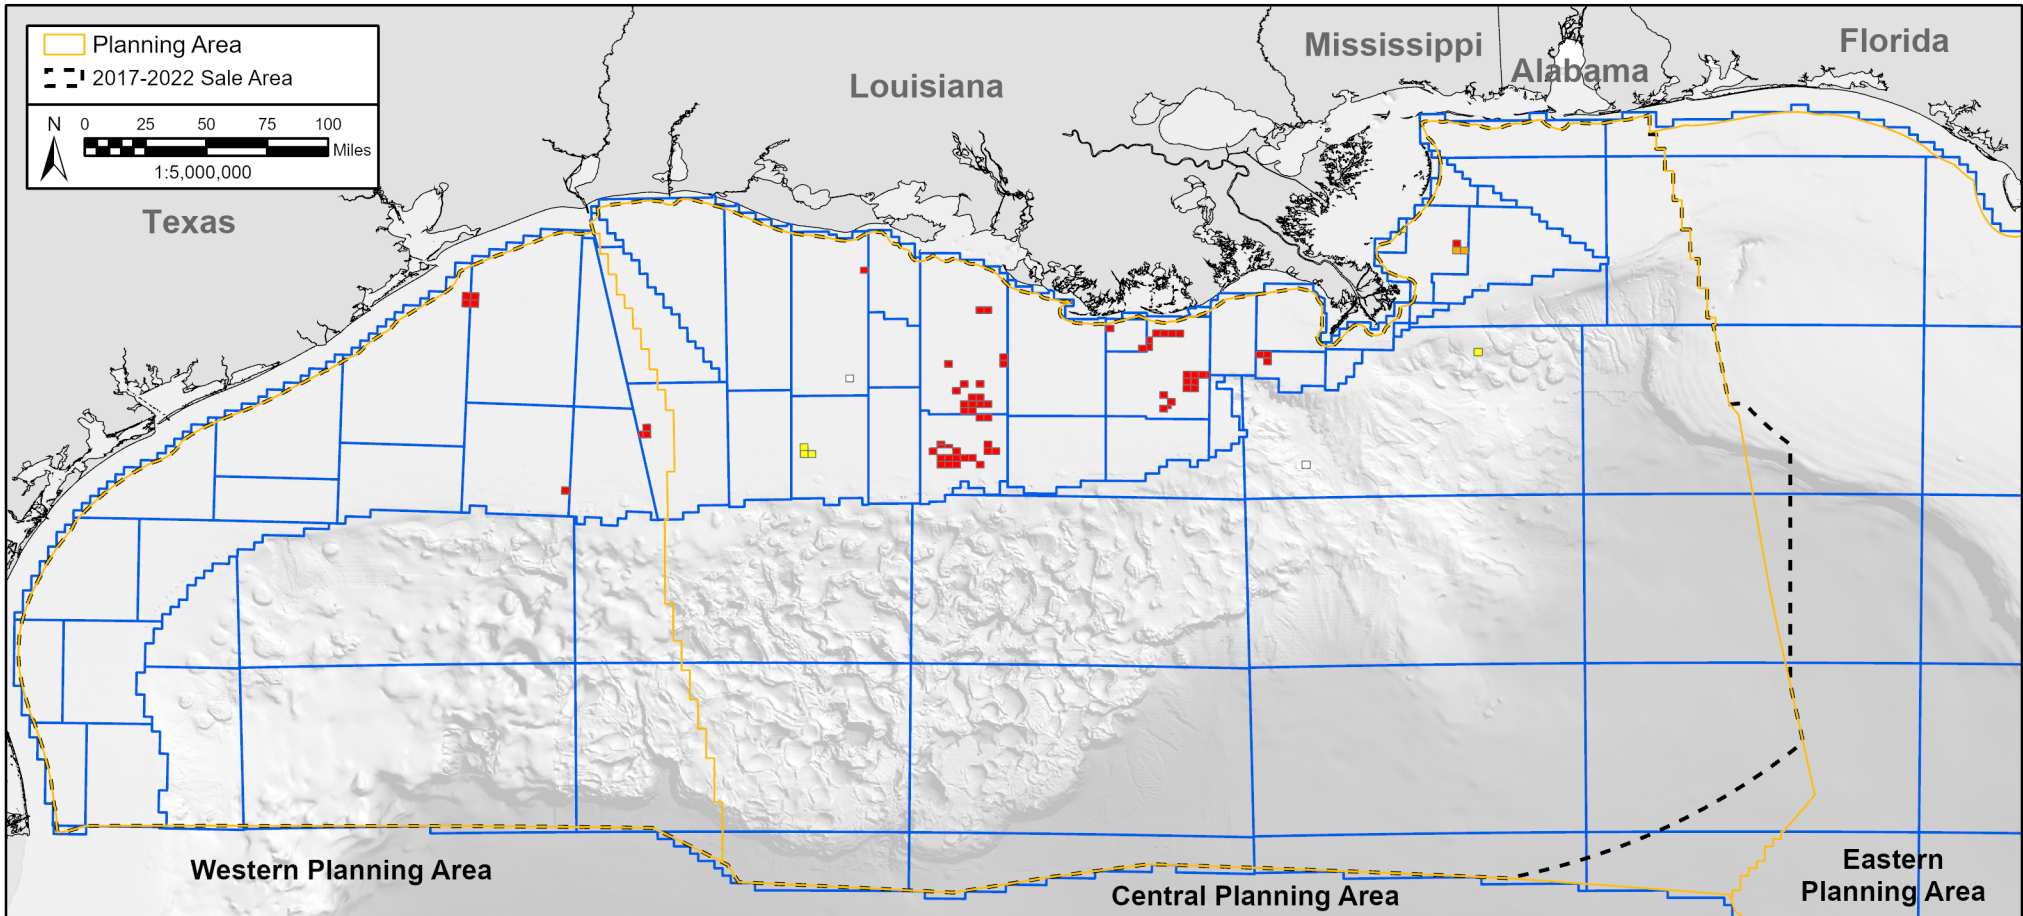 Planning Area
2017-2022 Sale Area
N
0 25 50 75 100
Miles
1:5,000,000
Texas
Louisiana
Mississippi
Alabama
Florida
Western Planning Area
Central Planning Area
Eastern
Planning Area